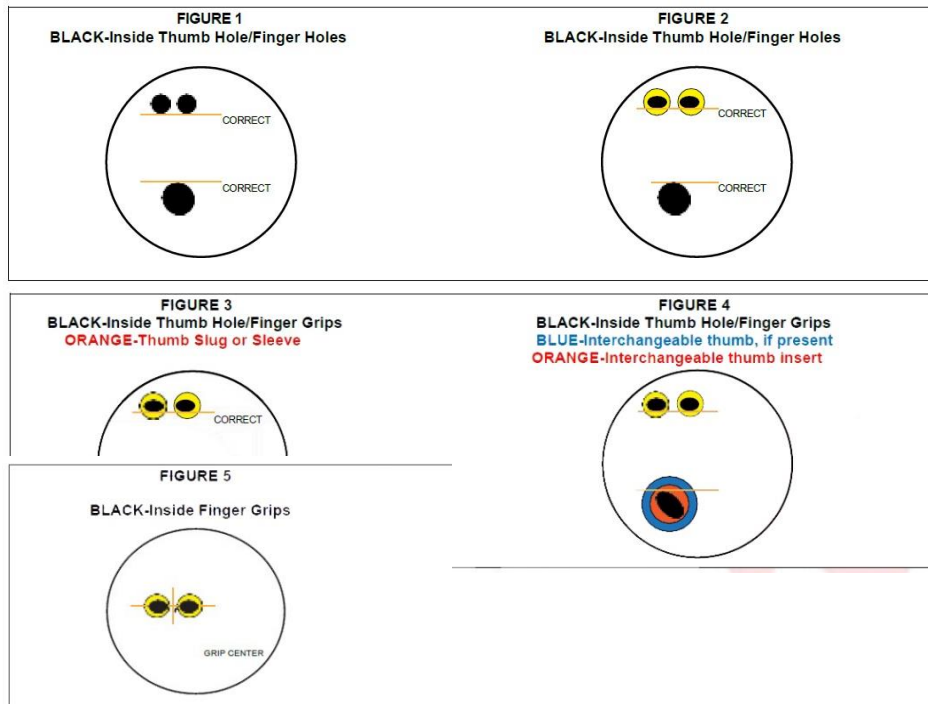 FIGURE 1
BLACK-Inside Thumb Hole/Finger Holes
CORRECT
CORRECT
FIGURE 2
BLACK-Inside Thumb Hole/Finger Holes
CORRECT
CORRECT
FIGURE 3
BLACK-Inside Thumb Hole/Finger Grips
ORANGE-Thumb Slug or Sleeve
CORRECT
FIGURE 4
BLACK-Inside Thumb Hole/Finger Grips
BLUE-Interchangeable thumb, if present
ORANGE-Interchangeable thumb insert
FIGURE 5
BLACK-Inside Finger Grips
GRIP CENTER